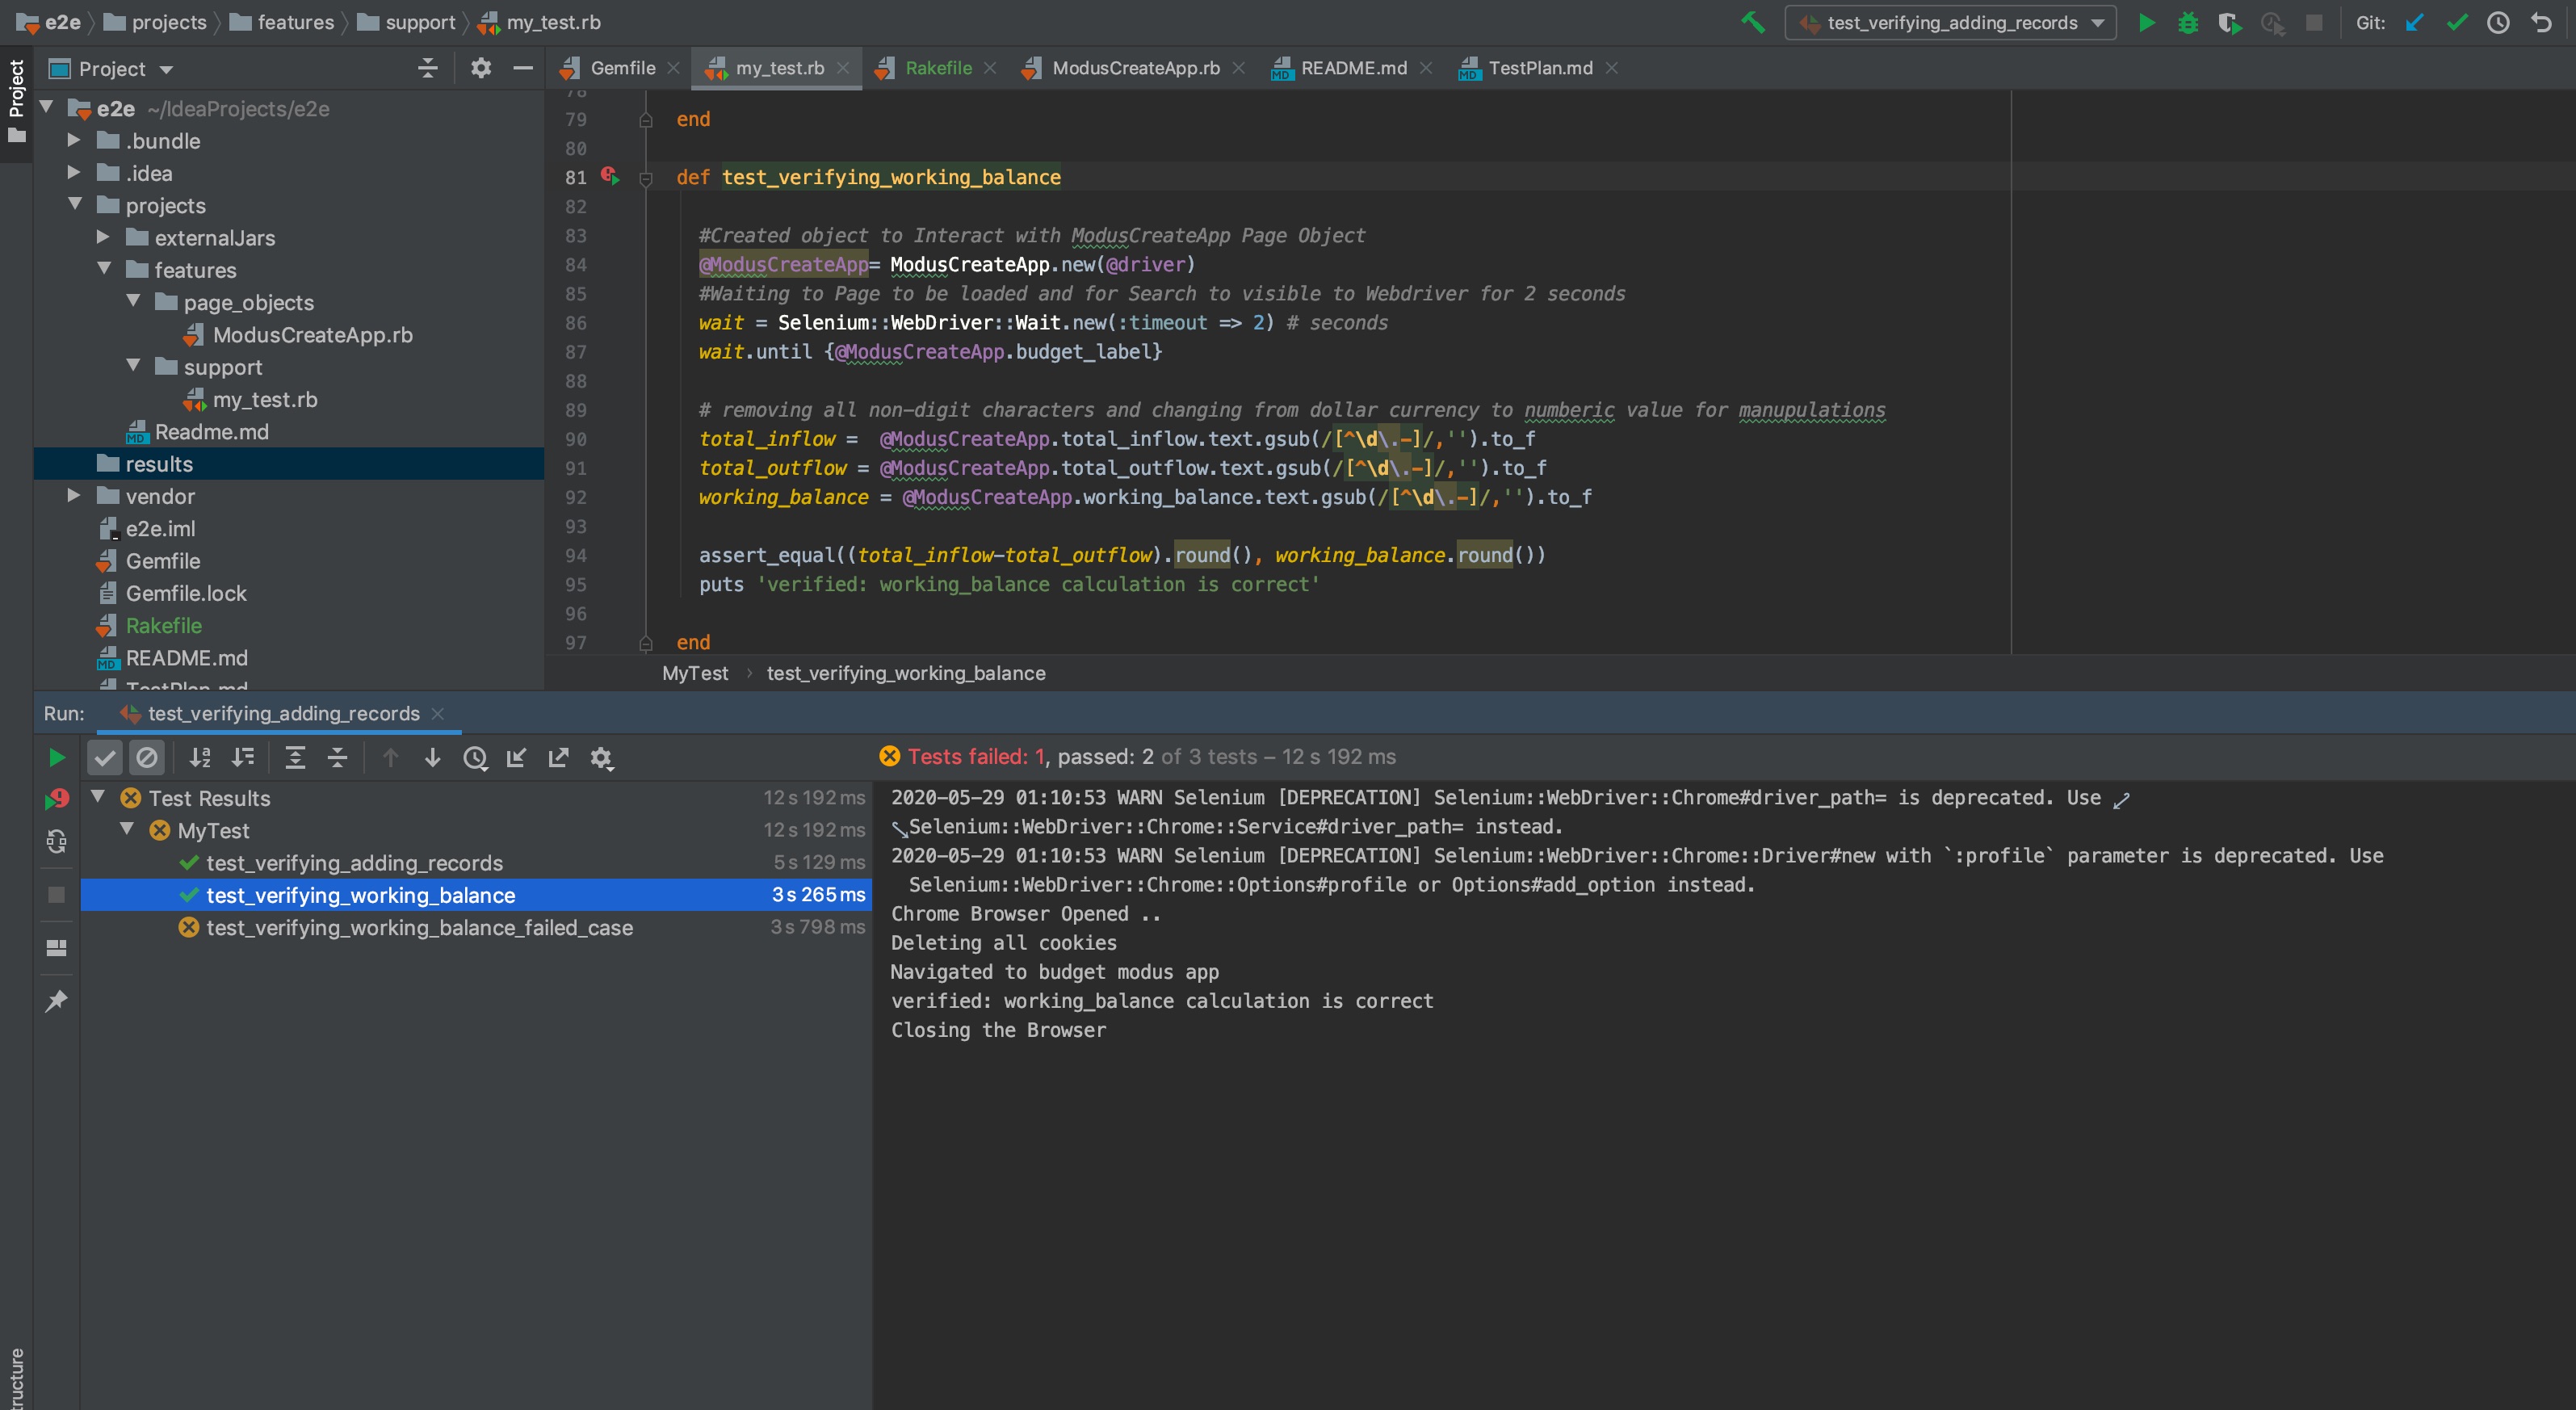 e2e projects features support my_test.rb test_verifying_adding_records Git:
Project
Project
Gemfile my_test.rb Rakefile ModusCreateApp.rb README.md TestPlan.md
e2e ~/IdeaProjects/e2e
.bundle
.idea
projects
externalJars
features
page_objects
ModusCreateApp.rb
support
my_test.rb
Readme.md
results
vendor
e2e.iml
Gemfile
Gemfile.lock
Rakefile
README.md
TestPlan.md
78
79 end
80
81 def test_verifying_working_balance
82
83 #Created object to Interact with ModusCreateApp Page Object
84 @ModusCreateApp= ModusCreateApp.new(@driver)
85 #Waiting to Page to be loaded and for Search to visible to Webdriver for 2 seconds
86 wait = Selenium::WebDriver::Wait.new(:timeout => 2) # seconds
87 wait.until {@ModusCreateApp.budget_label}
88
89 # removing all non-digit characters and changing from dollar currency to numberic value for manupulations
90 total_inflow =  @ModusCreateApp.total_inflow.text.gsub(/[^\d\.-]/,'').to_f
91 total_outflow = @ModusCreateApp.total_outflow.text.gsub(/[^\d\.-]/,'').to_f
92 working_balance = @ModusCreateApp.working_balance.text.gsub(/[^\d\.-]/,'').to_f
93
94 assert_equal((total_inflow-total_outflow).round(), working_balance.round())
95 puts 'verified: working_balance calculation is correct'
96
97 end
MyTest › test_verifying_working_balance
Run: test_verifying_adding_records
Tests failed: 1, passed: 2 of 3 tests – 12 s 192 ms
Test Results 12 s 192 ms
MyTest 12 s 192 ms
test_verifying_adding_records 5 s 129 ms
test_verifying_working_balance 3 s 265 ms
test_verifying_working_balance_failed_case 3 s 798 ms
2020-05-29 01:10:53 WARN Selenium [DEPRECATION] Selenium::WebDriver::Chrome#driver_path= is deprecated. Use
Selenium::WebDriver::Chrome::Service#driver_path= instead.
2020-05-29 01:10:53 WARN Selenium [DEPRECATION] Selenium::WebDriver::Chrome::Driver#new with `:profile` parameter is deprecated. Use
Selenium::WebDriver::Chrome::Options#profile or Options#add_option instead.
Chrome Browser Opened ..
Deleting all cookies
Navigated to budget modus app
verified: working_balance calculation is correct
Closing the Browser